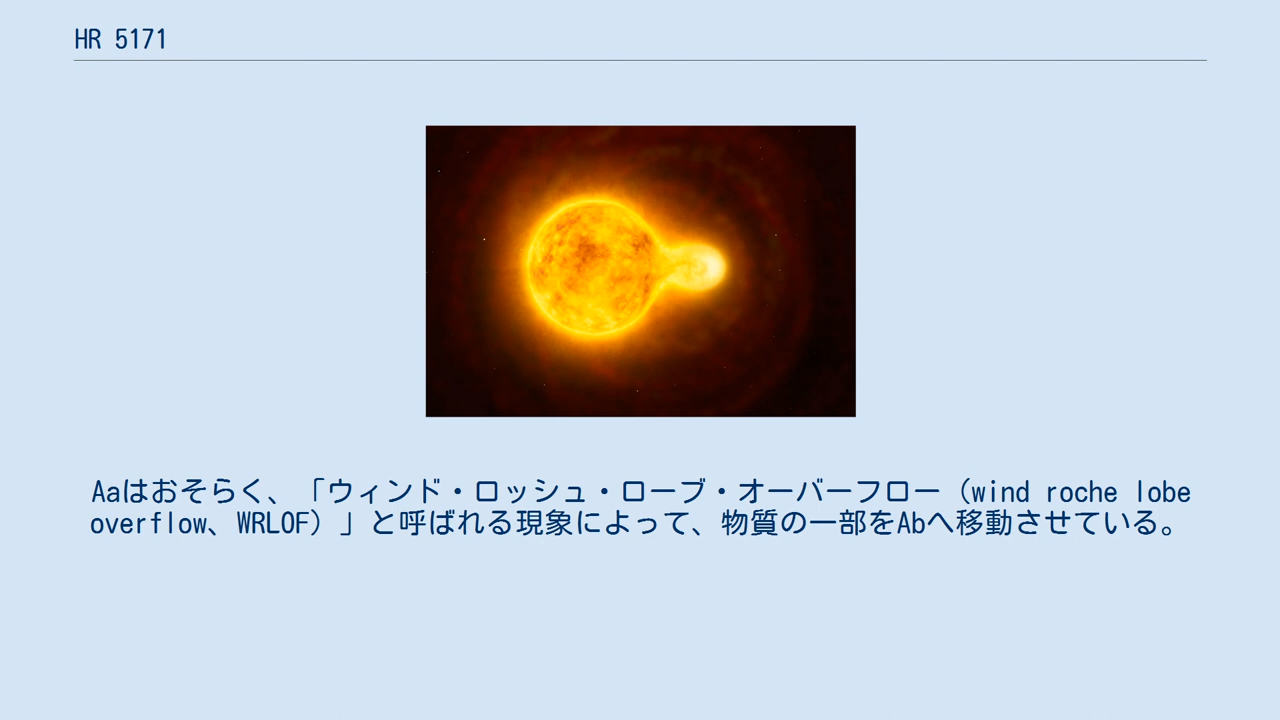 HR 5171
Aaはおそらく、「ウィンド・ロッシュ・ローブ・オーバーフロー（wind roche lobe
overflow、WRLOF）」と呼ばれる現象によって、物質の一部をAbへ移動させている。